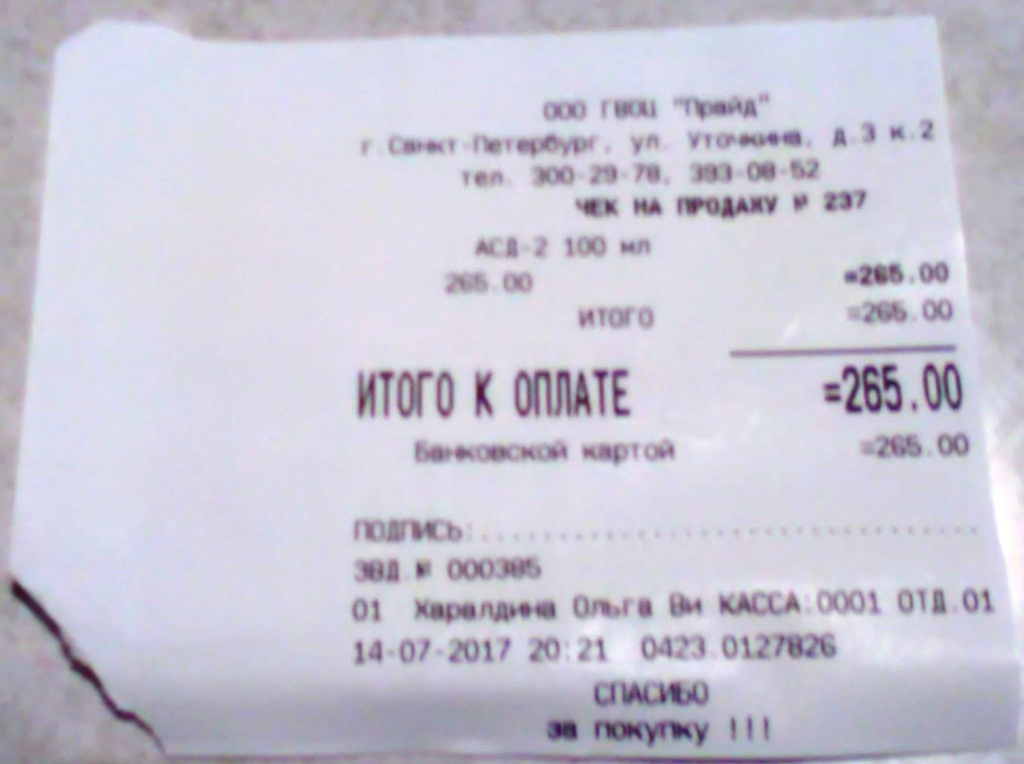 ООО ГВОЦ "Прайд"
г.Санкт-Петербург, ул. Уточкина, д.3 к.2
тел. 300-29-78, 393-08-52
ЧЕК НА ПРОДАЖУ № 237
АСД-2 100 мл
265.00 =265.00
ИТОГО =265.00
ИТОГО К ОПЛАТЕ =265.00
Банковской картой =265.00
ПОДПИСЬ:..................................
ЗВД № 000385
01 Харалдина Ольга Ви КАССА:0001 ОТД.01
14-07-2017 20:21 0423.0127826
СПАСИБО
за покупку !!!